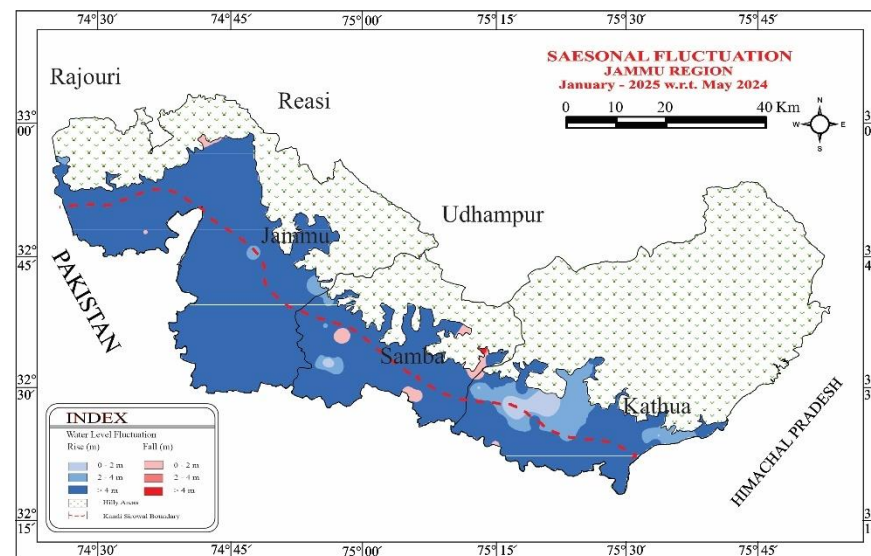 74°30' 74°45' 75°00' 75°15' 75°30' 75°45'
SAESONAL FLUCTUATION
JAMMU REGION
January - 2025 w.r.t. May 2024
0 10 20 40 Km
N
W E
S
Rajouri
Reasi
33
00'
Udhampur
Jammu
32
45'
PAKISTAN
Samba
32
30'
Kathua
HIMACHAL PRADESH
INDEX
Water Level Fluctuation
Rise (m) Fall (m)
0 - 2 m 0 - 2 m
2 - 4 m 2 - 4 m
> 4 m > 4 m
Hilly Areas
Kandi Sirowal Boundary
32
15'
74°30' 74°45' 75°00' 75°15' 75°30' 75°45'